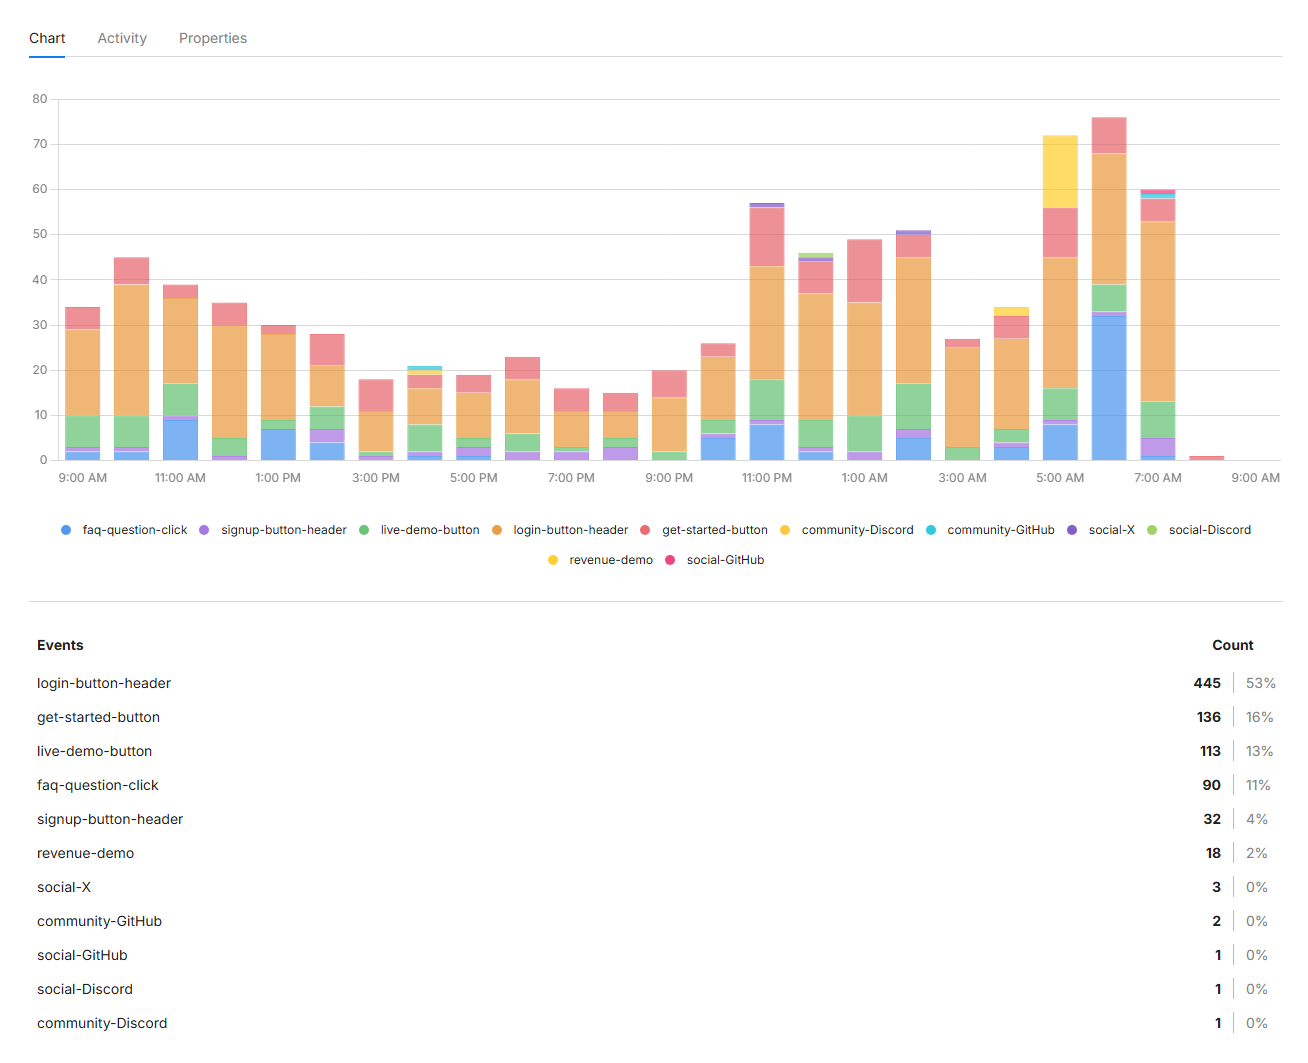 Chart Activity Properties
80
70
60
50
40
30
20
10
0
9:00 AM 11:00 AM 1:00 PM 3:00 PM 5:00 PM 7:00 PM 9:00 PM 11:00 PM 1:00 AM 3:00 AM 5:00 AM 7:00 AM 9:00 AM
faq-question-click signup-button-header live-demo-button login-button-header get-started-button community-Discord community-GitHub social-X social-Discord
revenue-demo social-GitHub
Events Count
login-button-header 445 53%
get-started-button 136 16%
live-demo-button 113 13%
faq-question-click 90 11%
signup-button-header 32 4%
revenue-demo 18 2%
social-X 3 0%
community-GitHub 2 0%
social-GitHub 1 0%
social-Discord 1 0%
community-Discord 1 0%